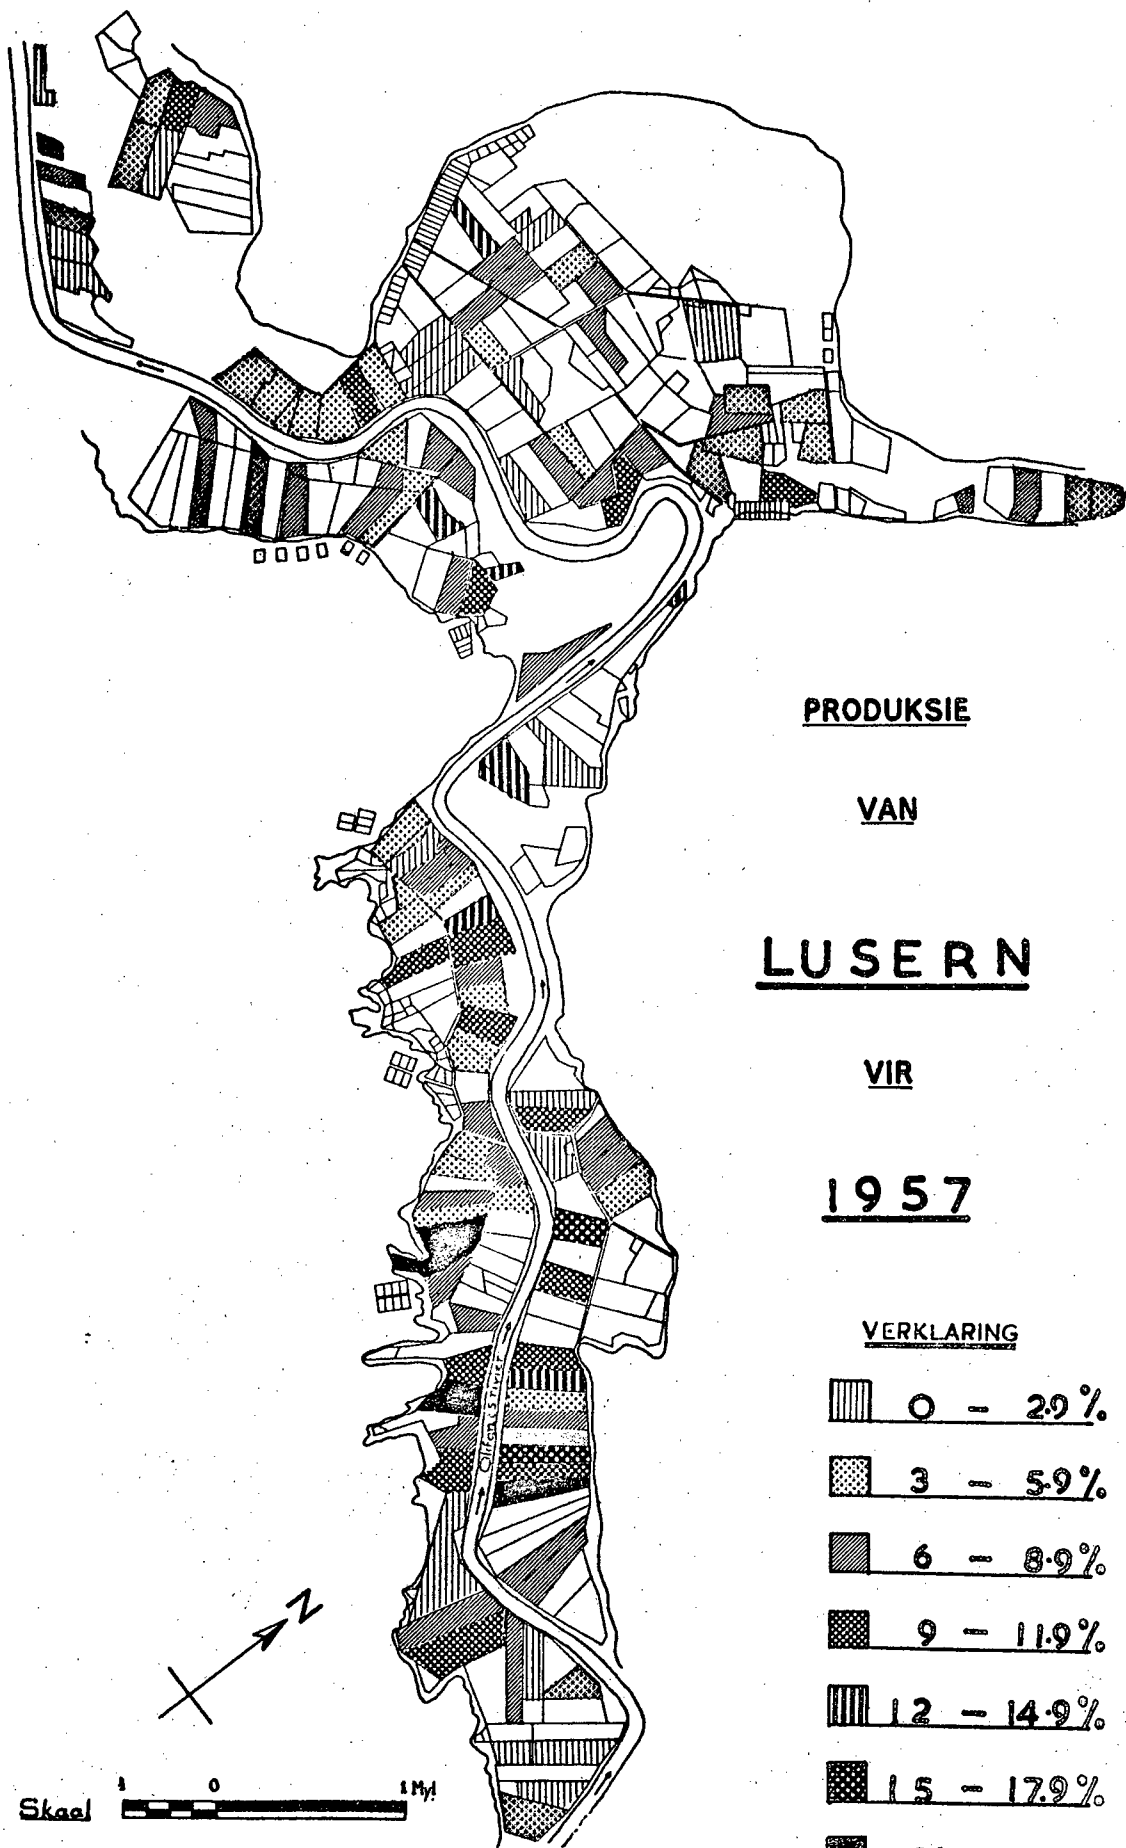 PRODUKSIE
VAN
LUSERN
VIR
1957
VERKLARING
0 - 2.9%
3 - 5.9%
6 - 8.9%
9 - 11.9%
12 - 14.9%
15 - 17.9%
Olifantsrivier
N
1 0 1 Myl
Skaal